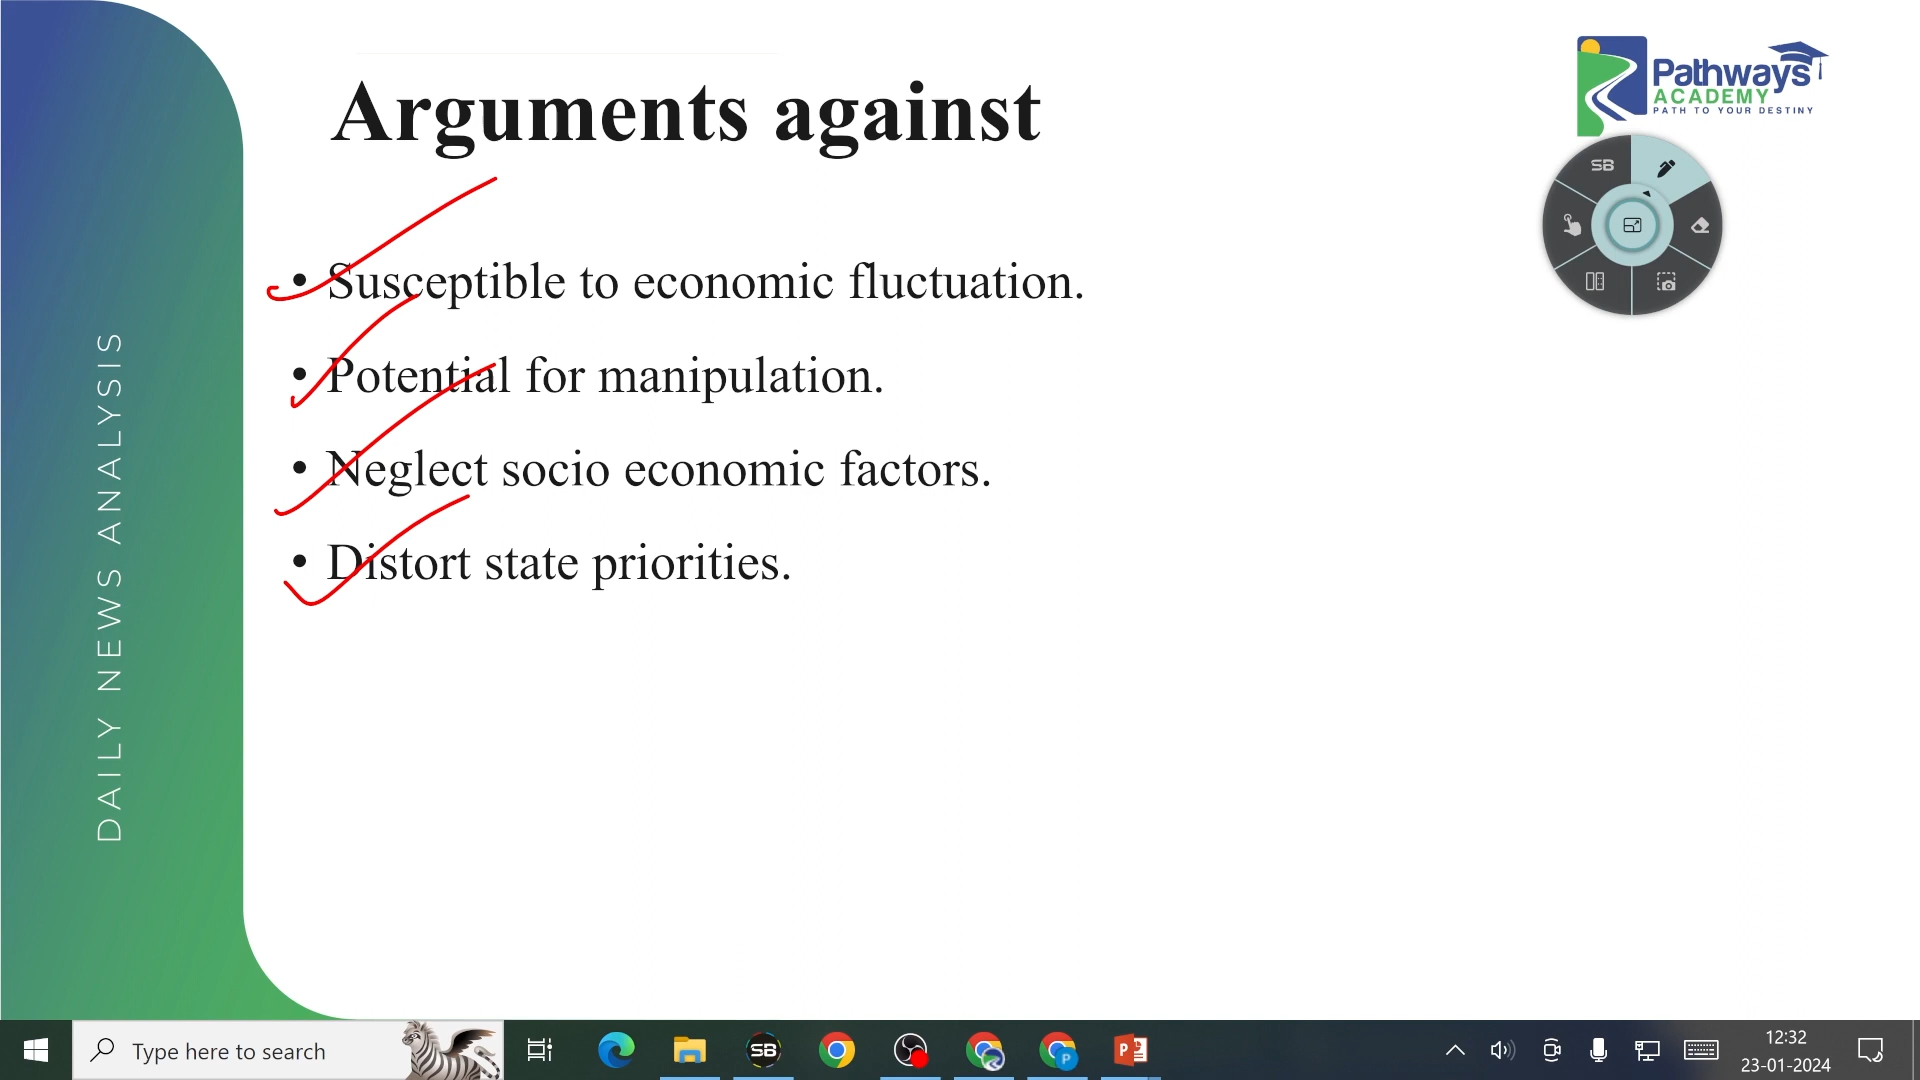 Arguments against
• Susceptible to economic fluctuation.
• Potential for manipulation.
• Neglect socio economic factors.
• Distort state priorities.
DAILY NEWS ANALYSIS
Pathways
ACADEMY
PATH TO YOUR DESTINY
SB
Type here to search
SB
P
P
12:32
23-01-2024